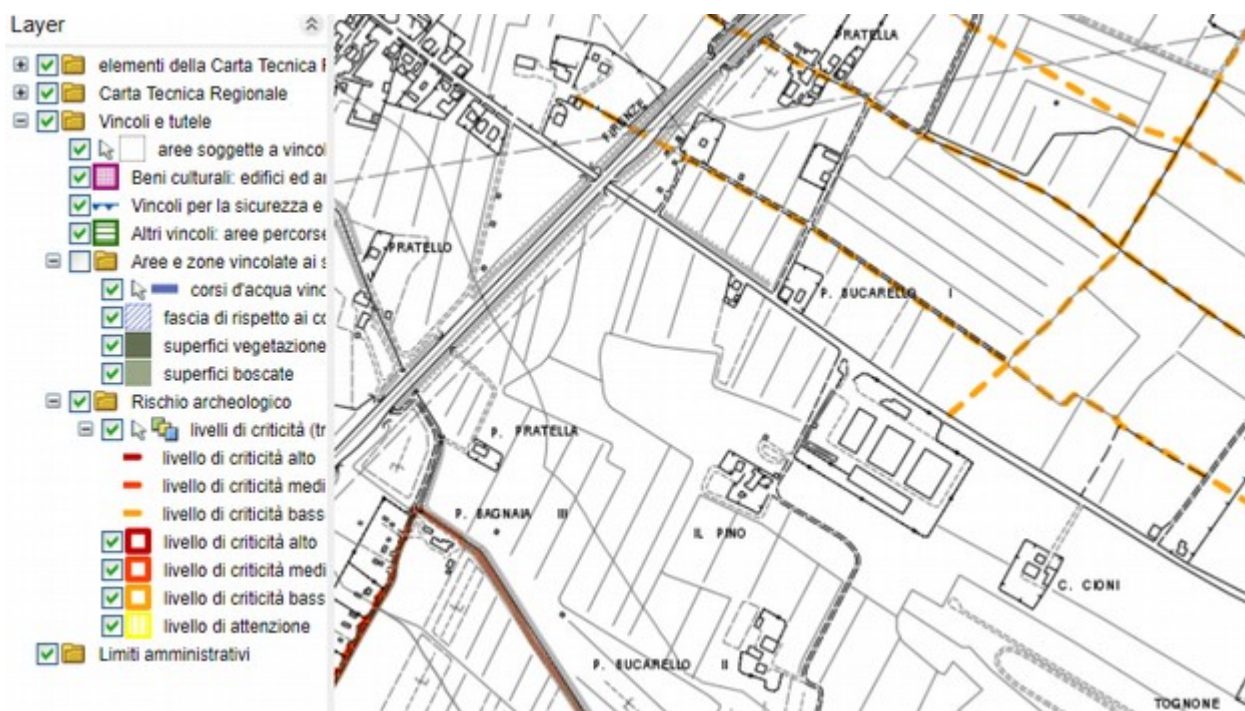 Layer
elementi della Carta Tecnica
Carta Tecnica Regionale
Vincoli e tutele
aree soggette a vincol
Beni culturali: edifici ed ar
Vincoli per la sicurezza e
Altri vincoli: aree percorse
Aree e zone vincolate ai s
corsi d'acqua vinc
fascia di rispetto ai co
superfici vegetazione
superfici boscate
Rischio archeologico
livelli di criticità (tr
livello di criticità alto
livello di criticità medi
livello di criticità bass
livello di criticità alto
livello di criticità medi
livello di criticità bass
livello di attenzione
Limiti amministrativi
PRATELLA
PRATELLO
P. BUCARELLO I
P. PRATELLA
P. BAGNAIA III
IL PINO
C. CIONI
P. BUCARELLO II
TOGNONE